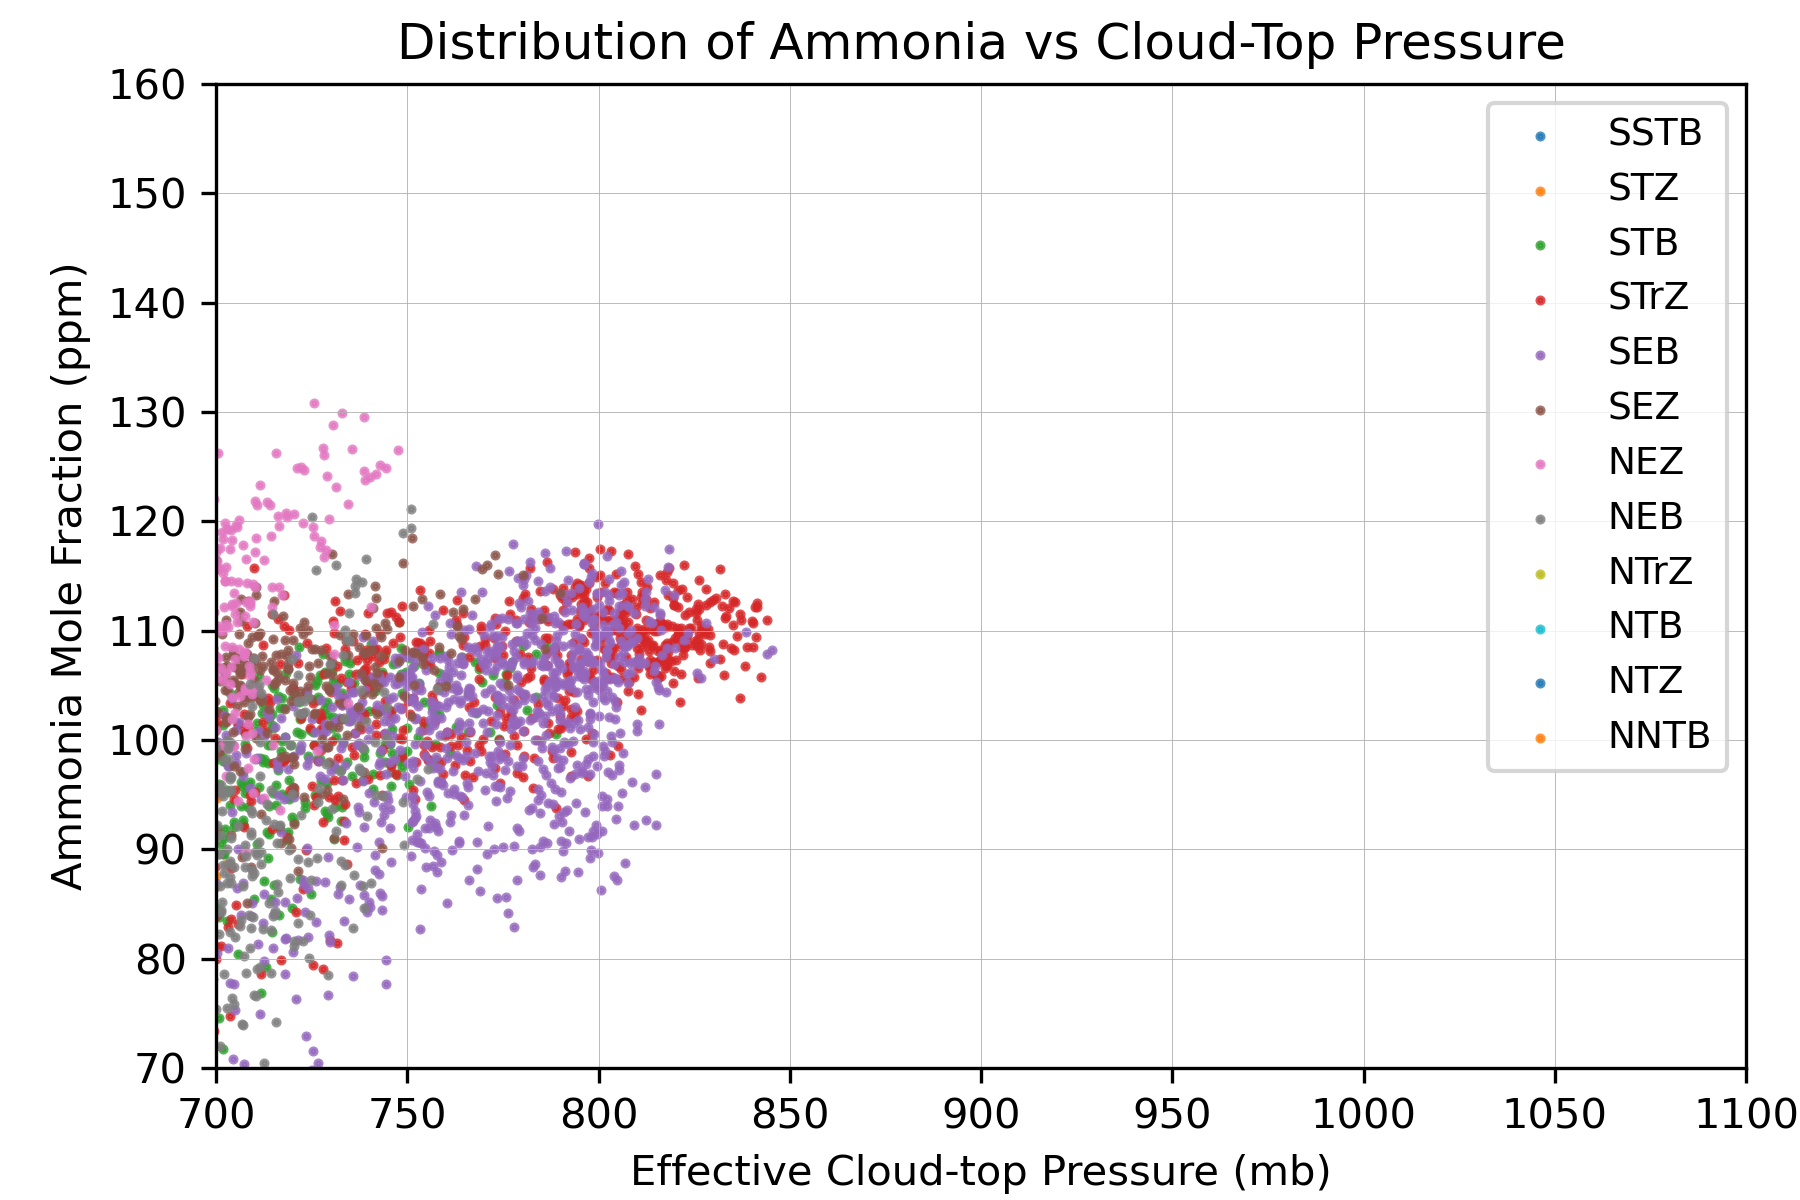 Distribution of Ammonia vs Cloud-Top Pressure
160
150
140
130
120
110
100
90
80
70
Ammonia Mole Fraction (ppm)
SSTB
STZ
STB
STrZ
SEB
SEZ
NEZ
NEB
NTrZ
NTB
NTZ
NNTB
700 750 800 850 900 950 1000 1050 1100
Effective Cloud-top Pressure (mb)